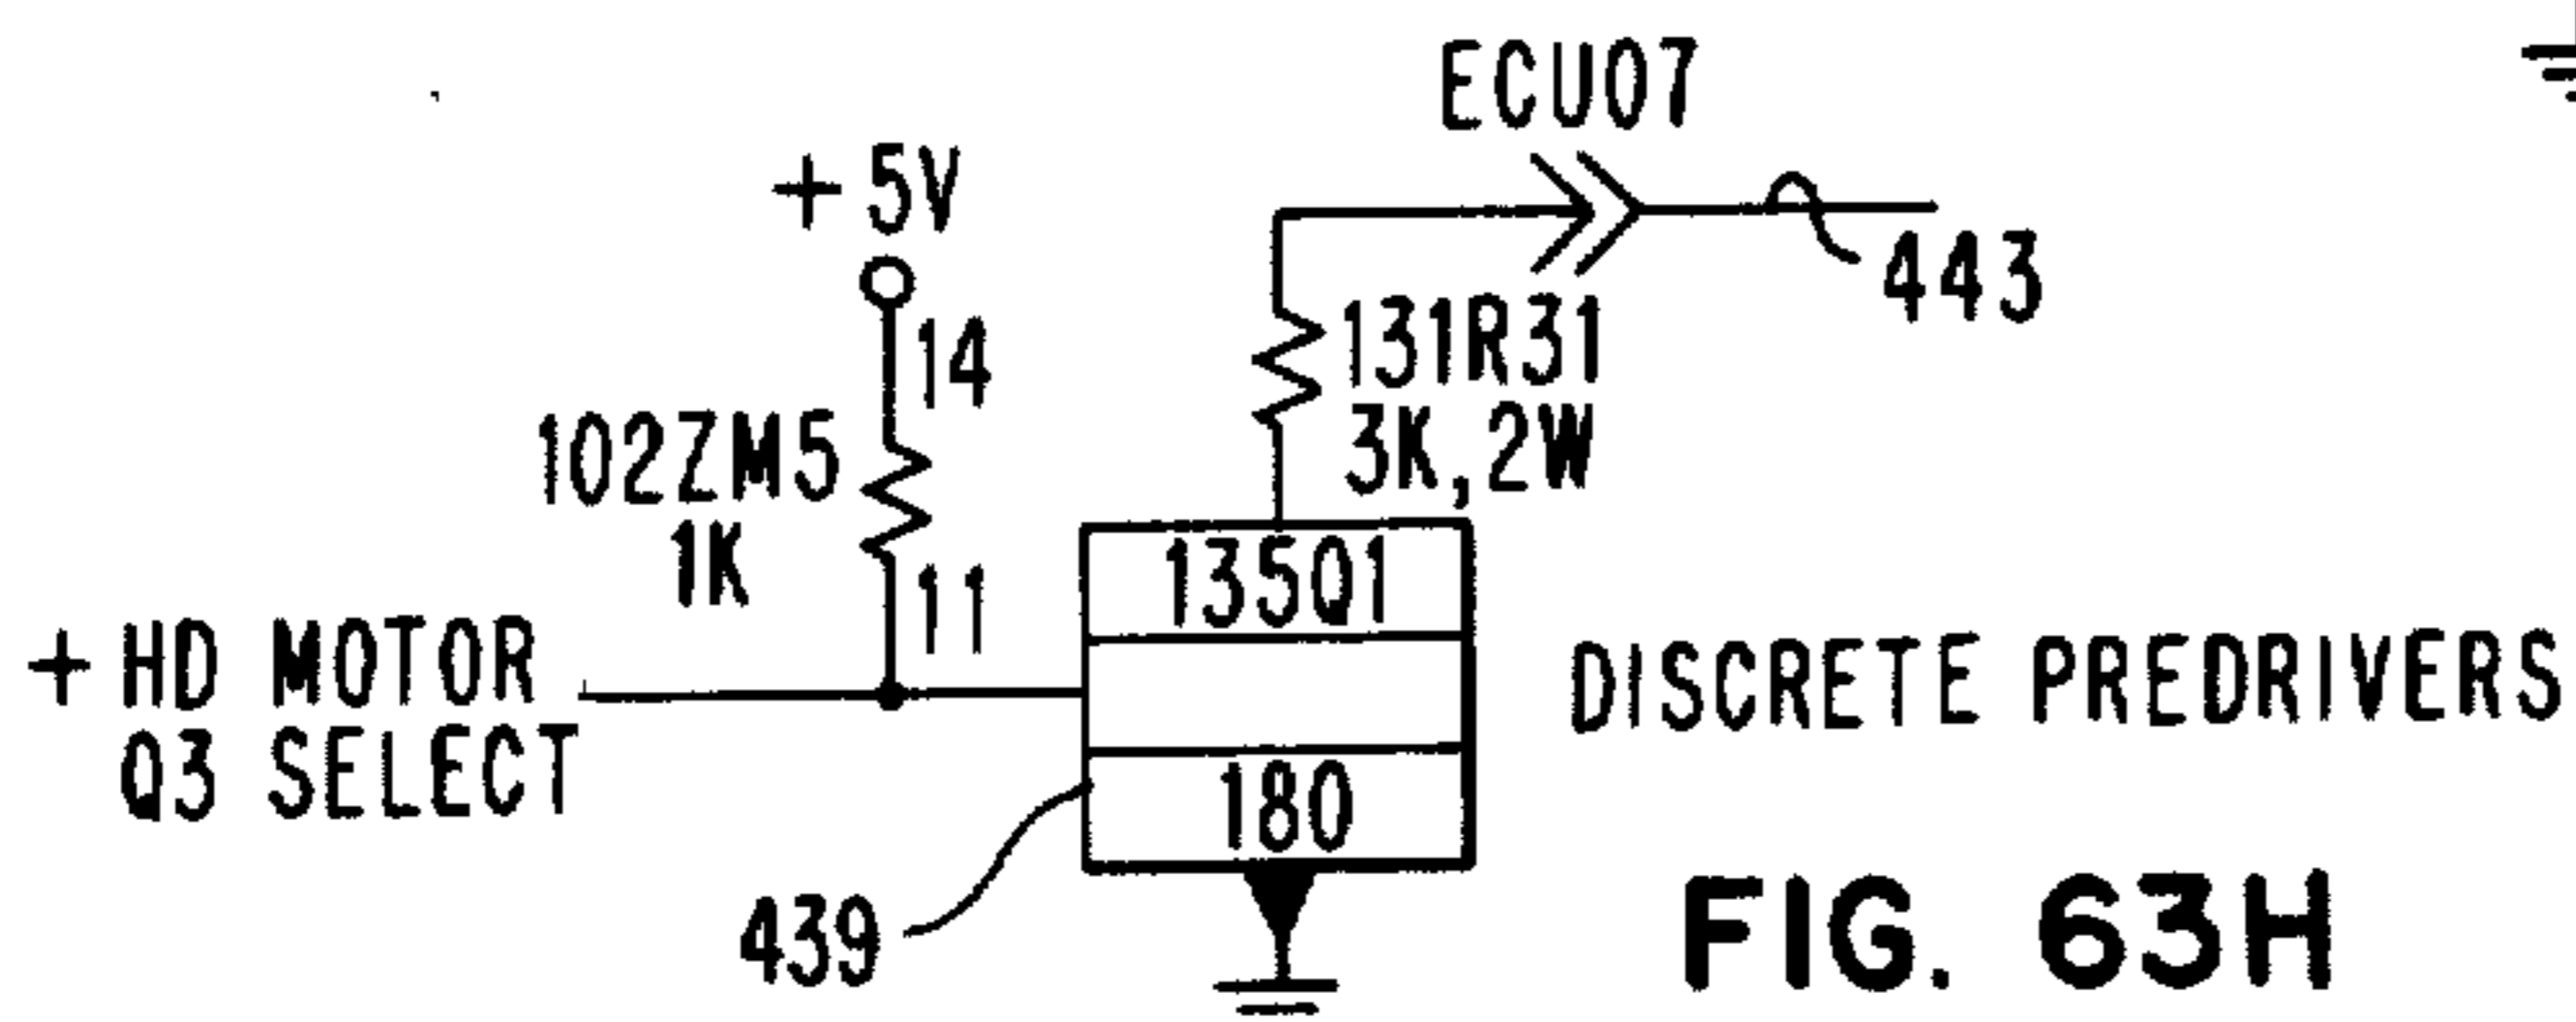 ECU07
+5V
443
14
131R31
3K,2W
102ZM5
1K
11
135Q1
+ HD MOTOR
Q3 SELECT
DISCRETE PREDRIVERS
180
439
FIG. 63H